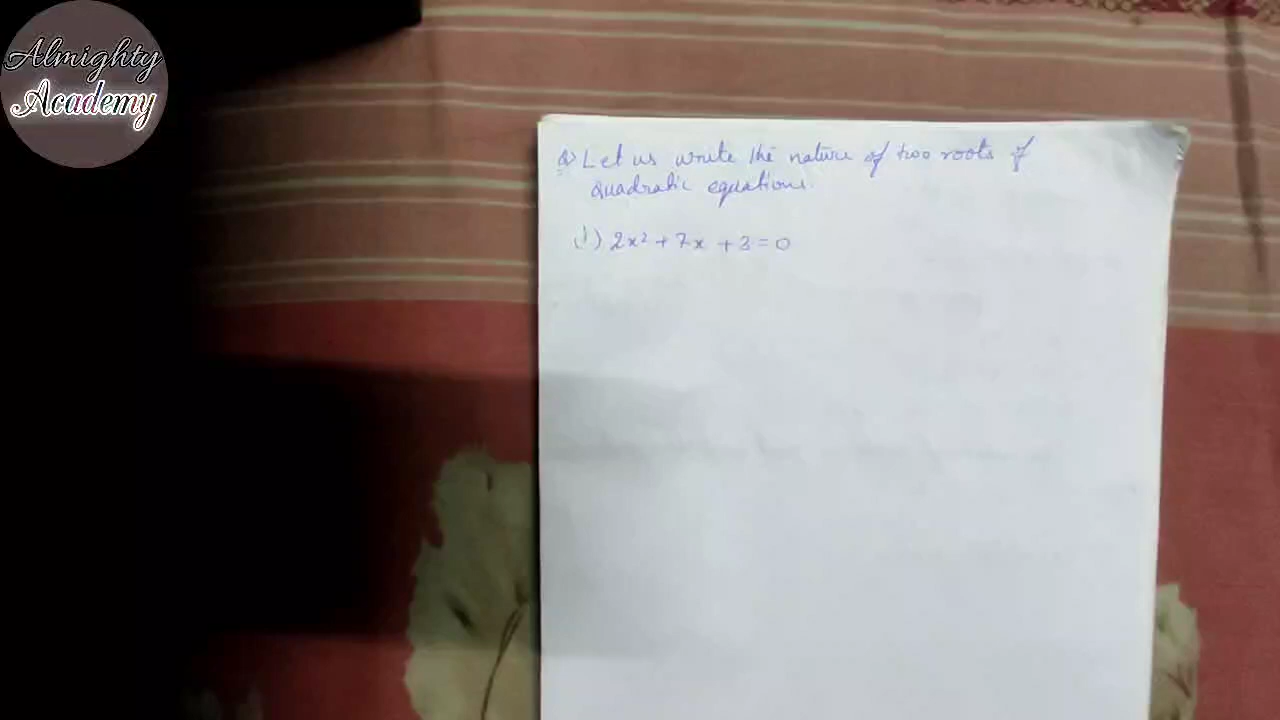 Almighty
Academy
Q) Let us write the nature of two roots of
quadratic equations.
(i) 2x² + 7x + 3 = 0